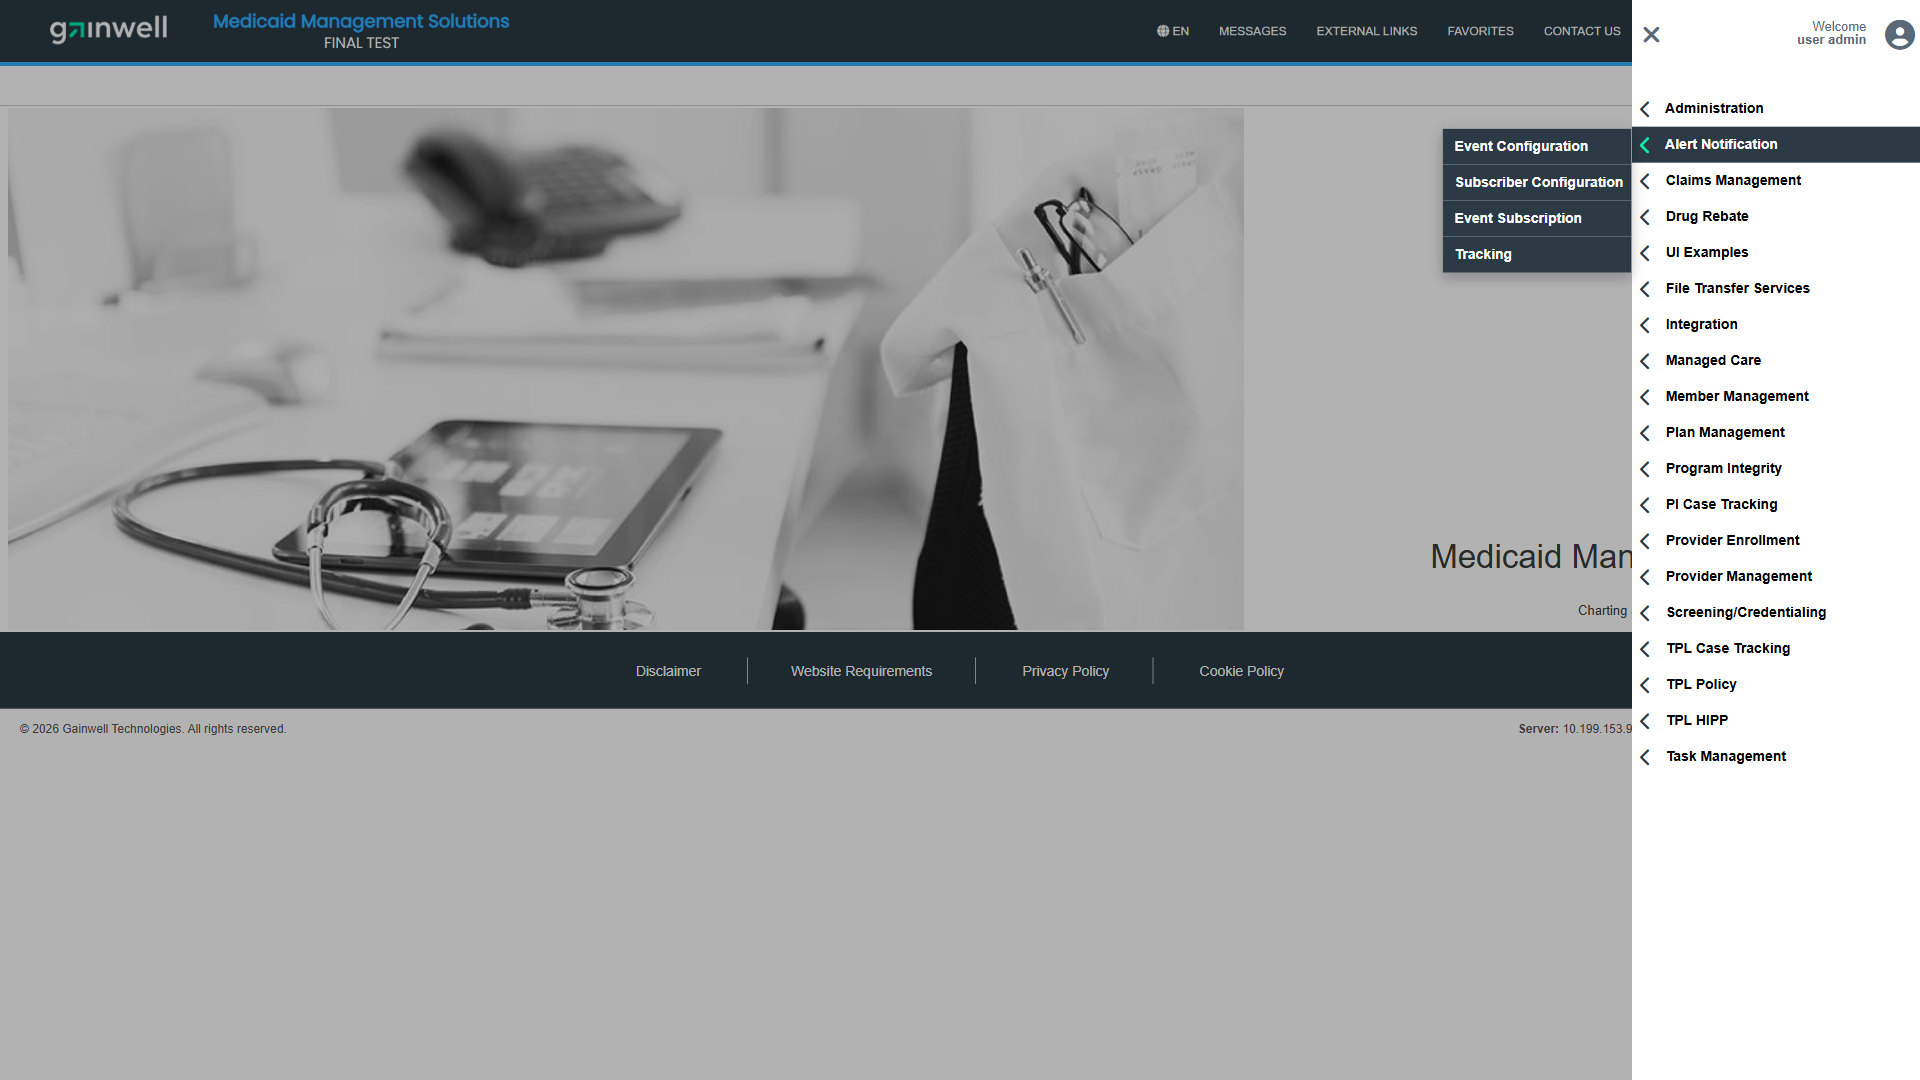 gainwell
Medicaid Management Solutions
FINAL TEST
EN
MESSAGES
EXTERNAL LINKS
FAVORITES
CONTACT US
Welcome
user admin
Administration
Alert Notification
Claims Management
Drug Rebate
UI Examples
File Transfer Services
Integration
Managed Care
Member Management
Plan Management
Program Integrity
PI Case Tracking
Provider Enrollment
Provider Management
Screening/Credentialing
TPL Case Tracking
TPL Policy
TPL HIPP
Task Management
Event Configuration
Subscriber Configuration
Event Subscription
Tracking
Medicaid Man
Charting
Disclaimer
Website Requirements
Privacy Policy
Cookie Policy
© 2026 Gainwell Technologies. All rights reserved.
Server: 10.199.153.9